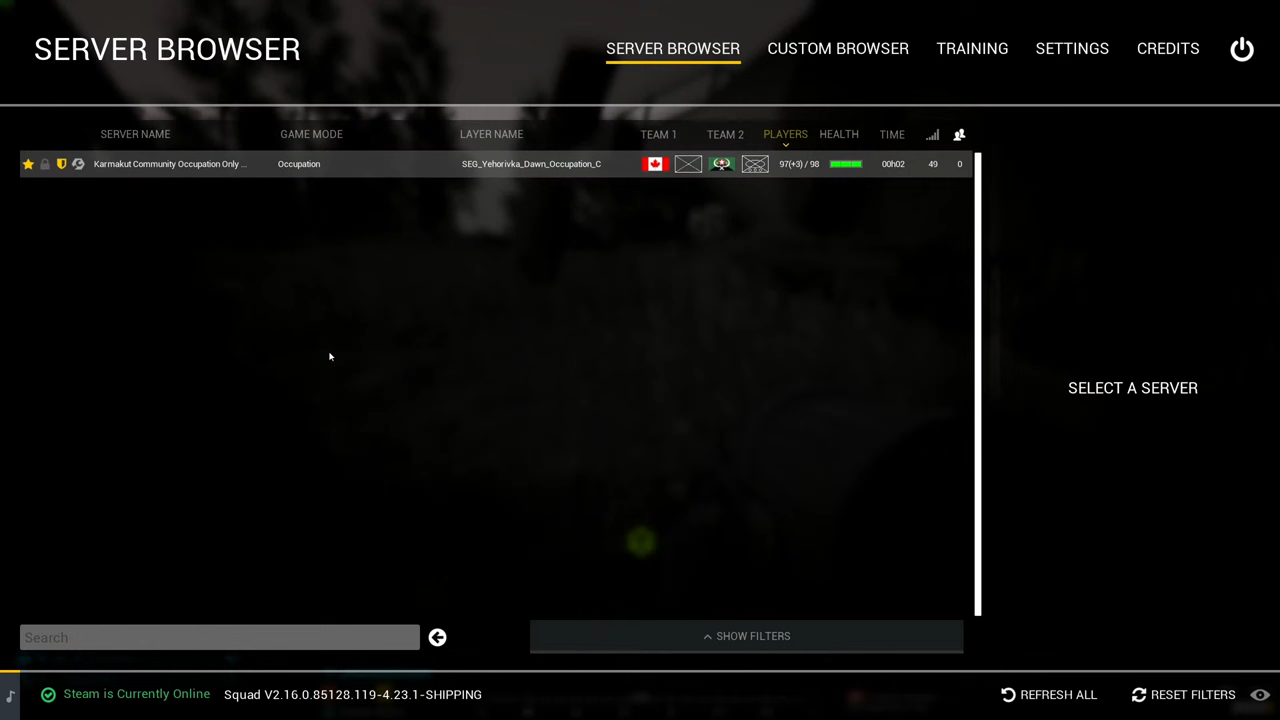 SERVER BROWSER
SERVER BROWSER CUSTOM BROWSER TRAINING SETTINGS CREDITS
SERVER NAME GAME MODE LAYER NAME TEAM 1 TEAM 2 PLAYERS HEALTH TIME
Karmakut Community Occupation Only ... Occupation SEG_Yehorivka_Dawn_Occupation_C 97(+3) / 98 00h02 49 0
SELECT A SERVER
Search
SHOW FILTERS
Steam is Currently Online Squad V2.16.0.85128.119-4.23.1-SHIPPING REFRESH ALL RESET FILTERS